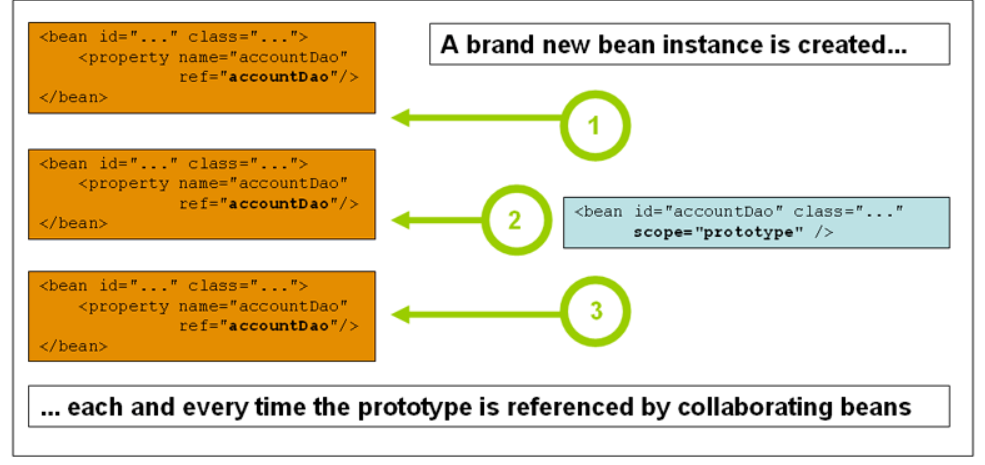 <bean id="..." class="...">
    <property name="accountDao"
              ref="accountDao"/>
</bean>
A brand new bean instance is created...
1
<bean id="..." class="...">
    <property name="accountDao"
              ref="accountDao"/>
</bean>
2
<bean id="accountDao" class="..."
      scope="prototype" />
<bean id="..." class="...">
    <property name="accountDao"
              ref="accountDao"/>
</bean>
3
... each and every time the prototype is referenced by collaborating beans